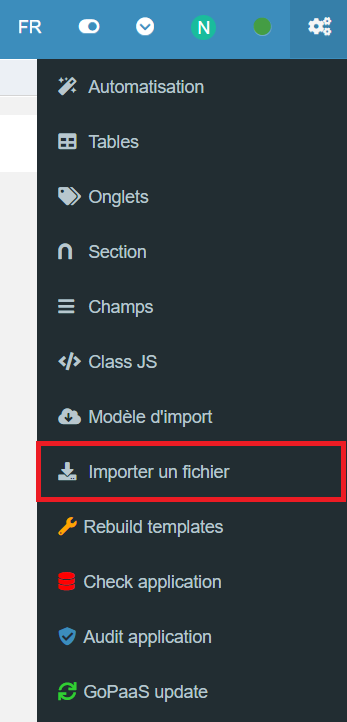 FR
N
Automatisation
Tables
Onglets
Section
Champs
Class JS
Modèle d'import
Importer un fichier
Rebuild templates
Check application
Audit application
GoPaaS update